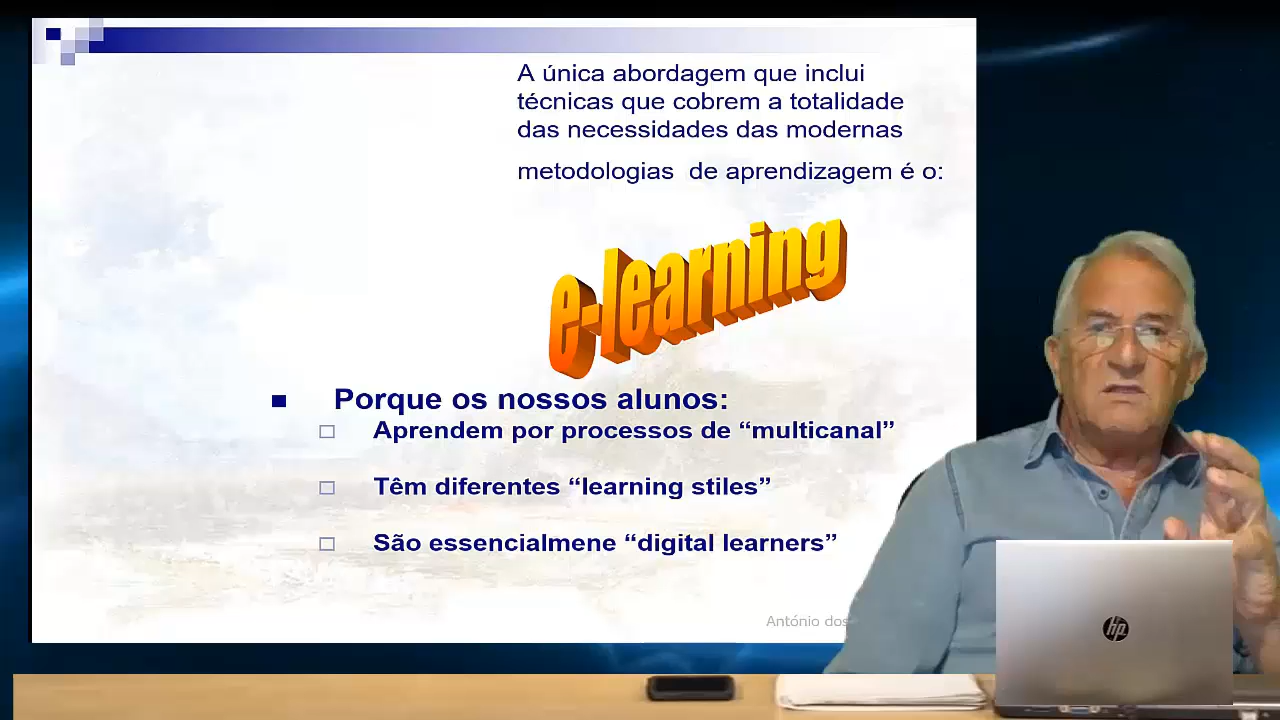 A única abordagem que inclui
técnicas que cobrem a totalidade
das necessidades das modernas
metodologias de aprendizagem é o:
e-learning
Porque os nossos alunos:
Aprendem por processos de “multicanal”
Têm diferentes “learning stiles”
São essencialmene “digital learners”
António dos
hp